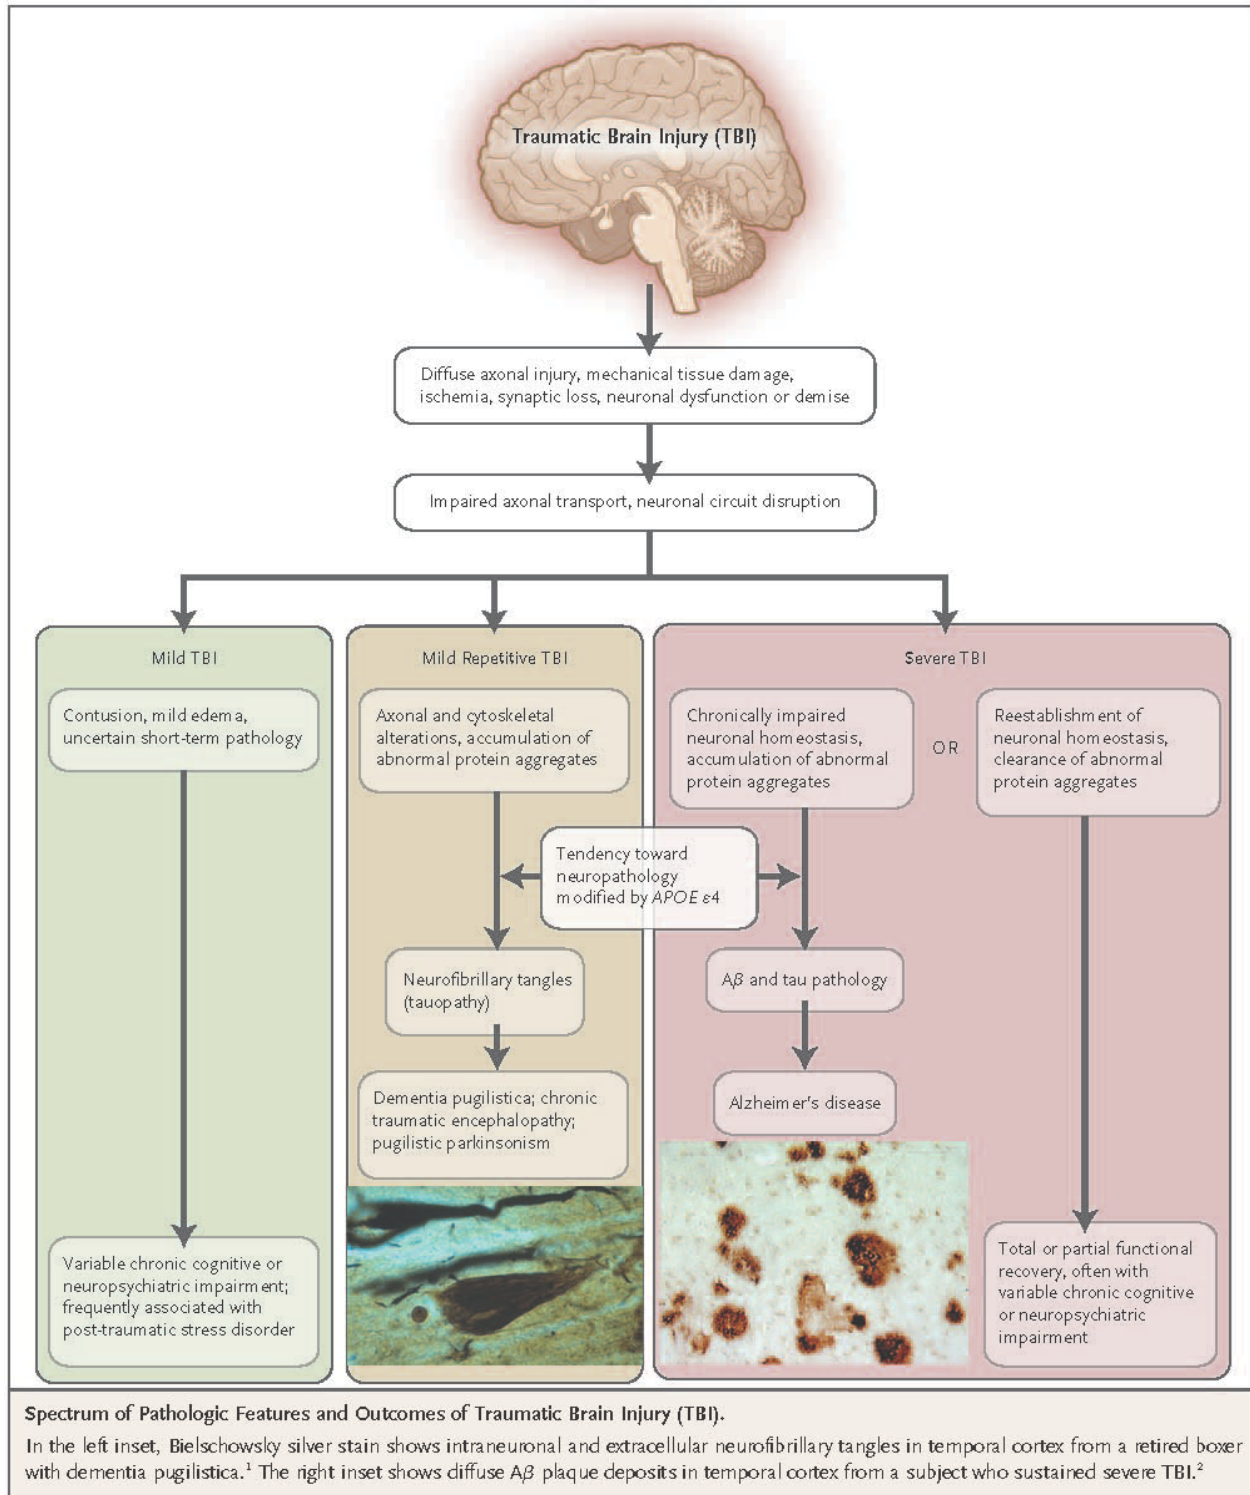 Traumatic Brain Injury (TBI)
Diffuse axonal injury, mechanical tissue damage,
ischemia, synaptic loss, neuronal dysfunction or demise
Impaired axonal transport, neuronal circuit disruption
Mild TBI
Contusion, mild edema,
uncertain short-term pathology
Variable chronic cognitive or
neuropsychiatric impairment;
frequently associated with
post-traumatic stress disorder
Mild Repetitive TBI
Axonal and cytoskeletal
alterations, accumulation of
abnormal protein aggregates
Tendency toward
neuropathology
modified by APOE ε4
Neurofibrillary tangles
(tauopathy)
Dementia pugilistica; chronic
traumatic encephalopathy;
pugilistic parkinsonism
Severe TBI
Chronically impaired
neuronal homeostasis,
accumulation of abnormal
protein aggregates
OR
Reestablishment of
neuronal homeostasis,
clearance of abnormal
protein aggregates
Aβ and tau pathology
Alzheimer's disease
Total or partial functional
recovery, often with
variable chronic cognitive
or neuropsychiatric
impairment
Spectrum of Pathologic Features and Outcomes of Traumatic Brain Injury (TBI).
In the left inset, Bielschowsky silver stain shows intraneuronal and extracellular neurofibrillary tangles in temporal cortex from a retired boxer
with dementia pugilistica.¹ The right inset shows diffuse Aβ plaque deposits in temporal cortex from a subject who sustained severe TBI.²